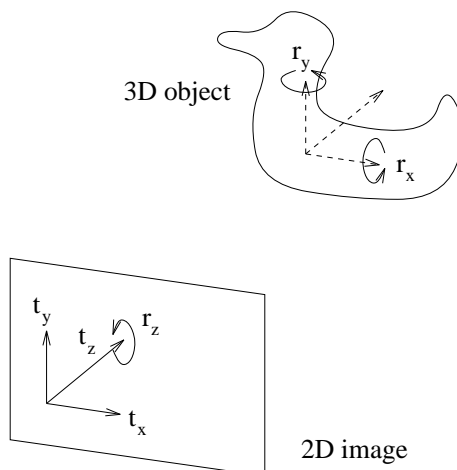 r_y
3D object
r_x
t_y
r_z
t_z
t_x
2D image